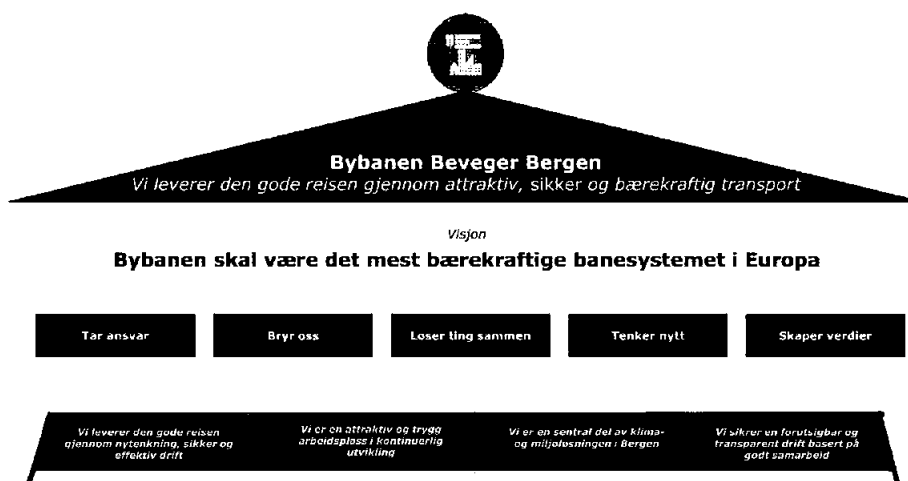 Bybanen Beveger Bergen
Vi leverer den gode reisen gjennom attraktiv, sikker og bærekraftig transport
Visjon
Bybanen skal være det mest bærekraftige banesystemet i Europa
Tar ansvar
Bryr oss
Løser ting sammen
Tenker nytt
Skaper verdier
Vi leverer den gode reisen
gjennom nytenkning, sikker og
effektiv drift
Vi er en attraktiv og trygg
arbeidsplass i kontinuerlig
utvikling
Vi er en sentral del av klima-
og miljøløsningen i Bergen
Vi sikrer en forutsigbar og
transparent drift basert på
godt samarbeid